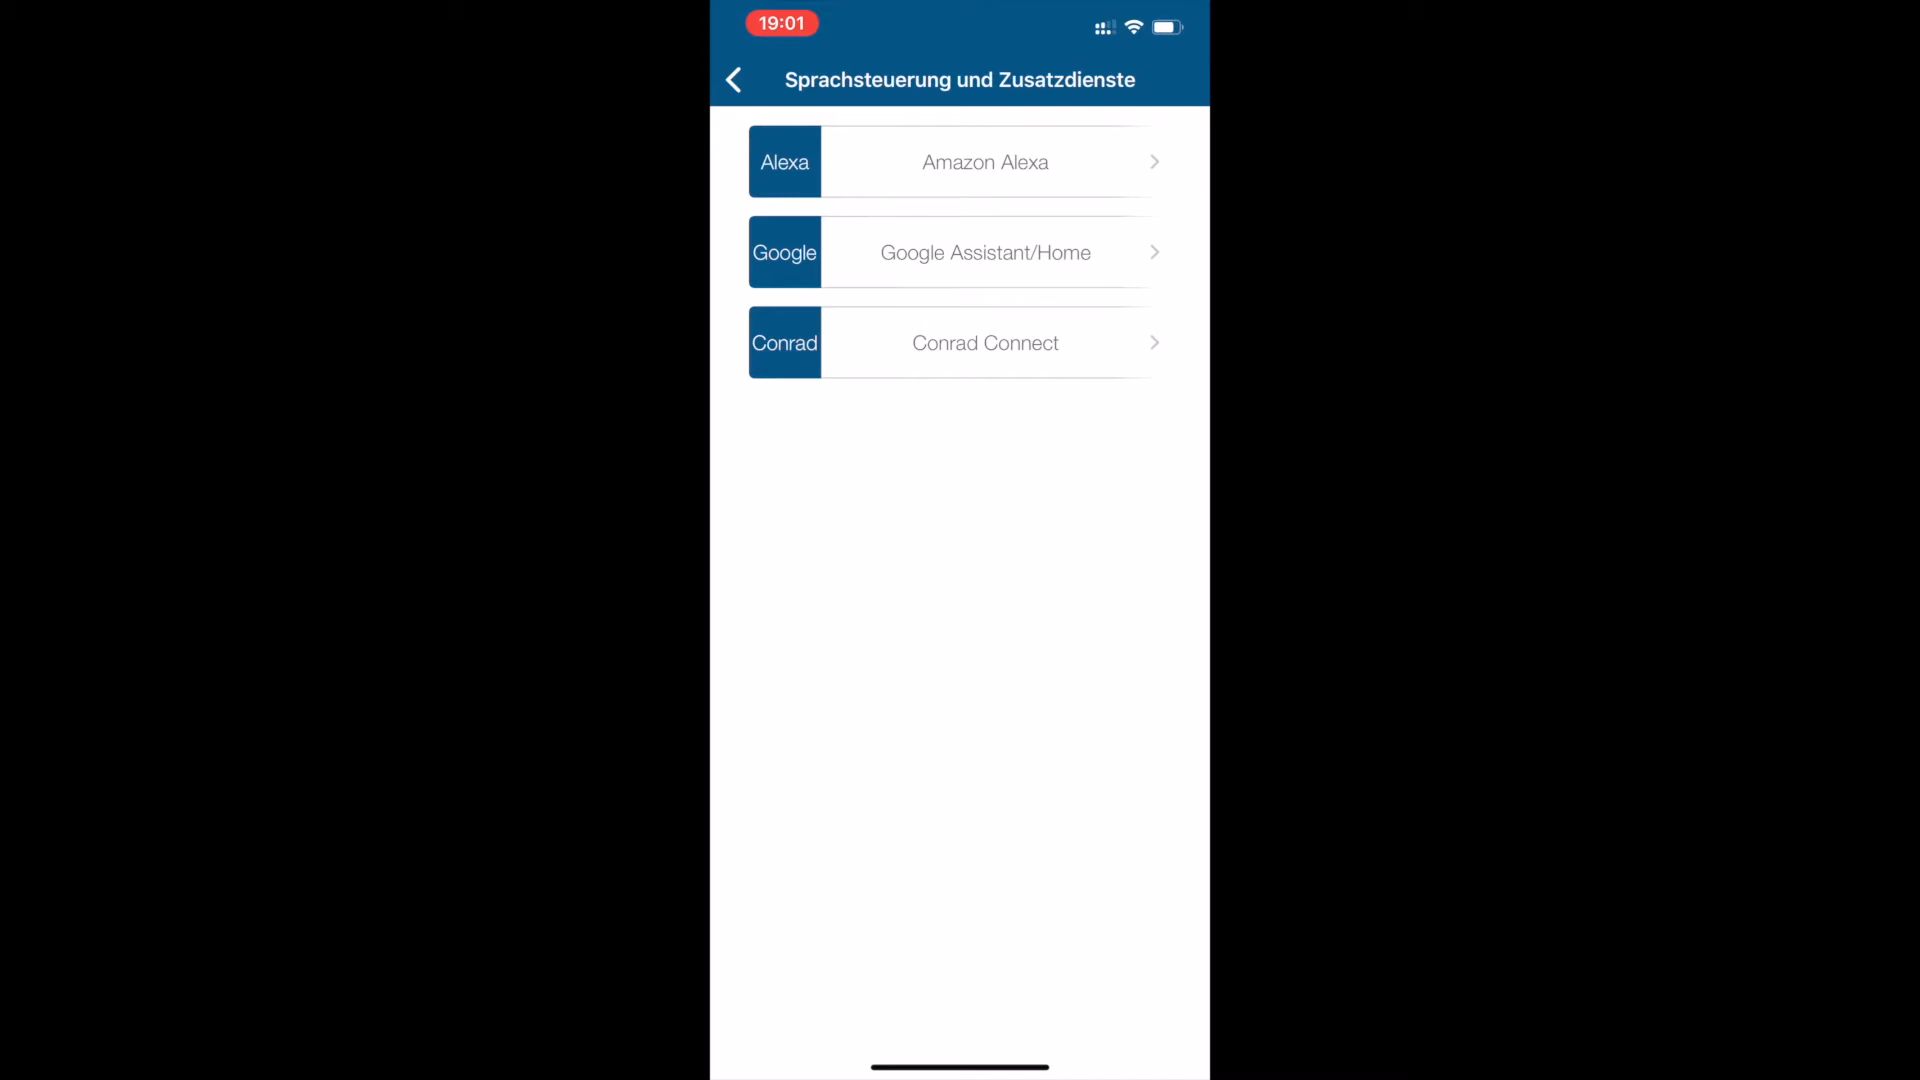 19:01
Sprachsteuerung und Zusatzdienste
Alexa Amazon Alexa
Google Google Assistant/Home
Conrad Conrad Connect